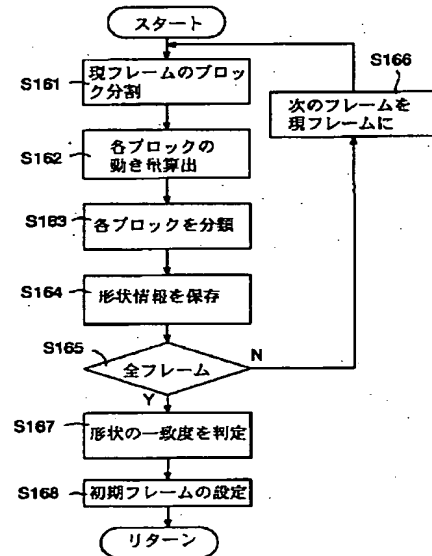 スタート
S161
現フレームのブロック
分割
S166
次のフレームを
現フレームに
S162
各ブロックの
動き量算出
S163
各ブロックを分類
S164
形状情報を保存
S165
全フレーム
N
Y
S167
形状の一致度を判定
S168
初期フレームの設定
リターン